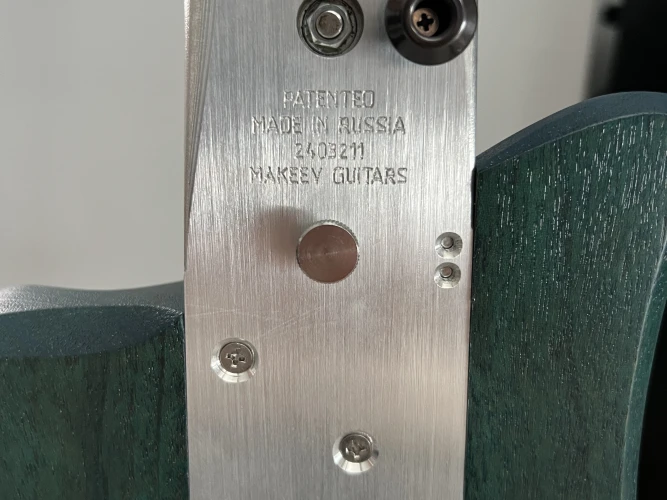 PATENTED
MADE IN RUSSIA
2403211
MAKEEV GUITARS